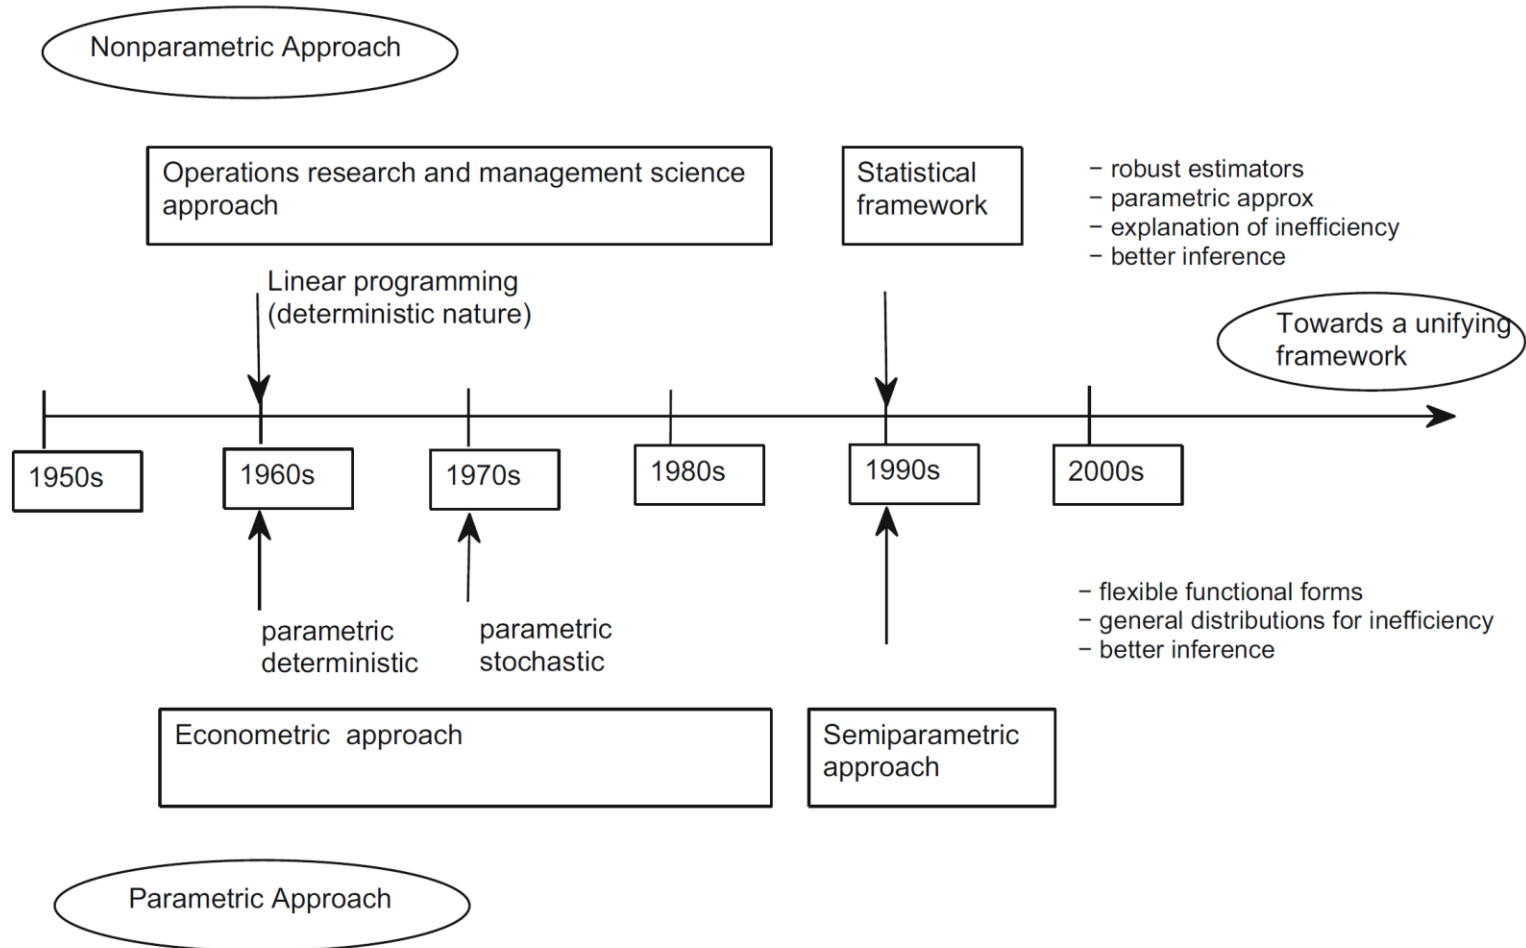 Nonparametric Approach
Operations research and management science
approach
Statistical
framework
− robust estimators
− parametric approx
− explanation of inefficiency
− better inference
Linear programming
(deterministic nature)
Towards a unifying
framework
1950s
1960s
1970s
1980s
1990s
2000s
parametric
deterministic
parametric
stochastic
− flexible functional forms
− general distributions for inefficiency
− better inference
Econometric approach
Semiparametric
approach
Parametric Approach